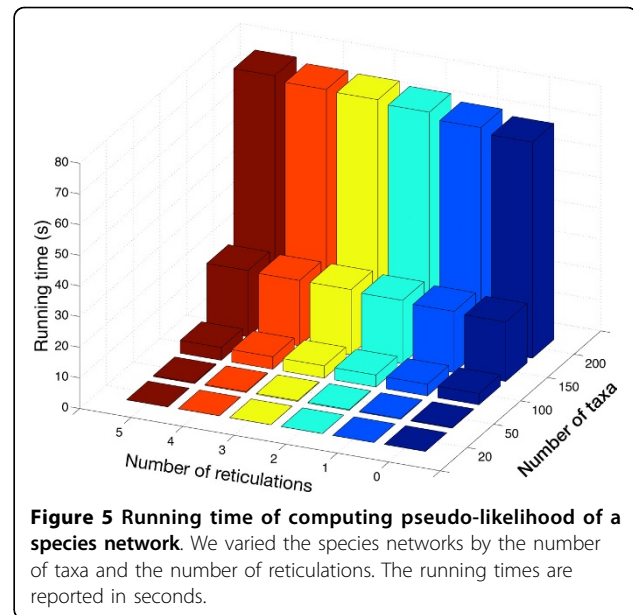 80
70
60
50
40
30
20
10
0
Running time (s)
5
4
3
2
1
0
Number of reticulations
20
50
100
150
200
Number of taxa
Figure 5 Running time of computing pseudo-likelihood of a
species network. We varied the species networks by the number
of taxa and the number of reticulations. The running times are
reported in seconds.